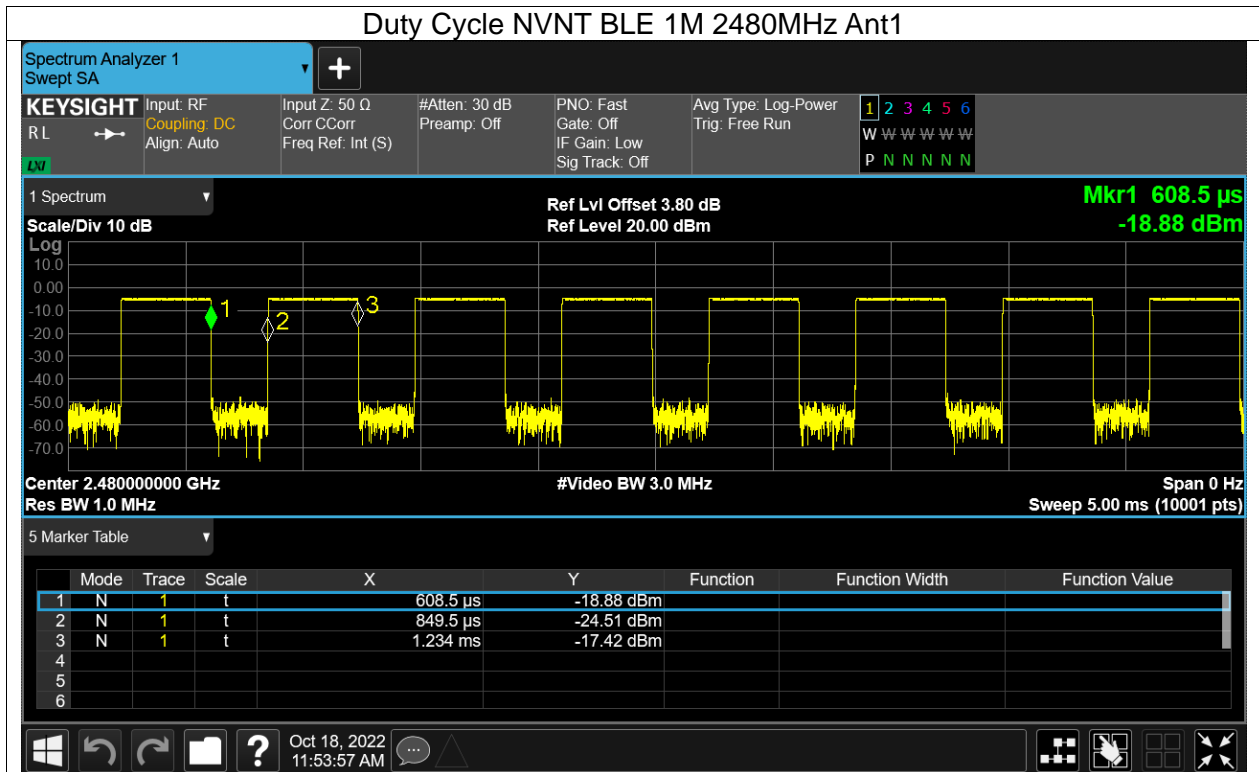 Duty Cycle NVNT BLE 1M 2480MHz Ant1
Spectrum Analyzer 1
Swept SA
KEYSIGHT Input: RF Input Z: 50 Ω #Atten: 30 dB PNO: Fast Avg Type: Log-Power 1 2 3 4 5 6
RL Coupling: DC Corr CCorr Preamp: Off Gate: Off Trig: Free Run W W W W W W
Align: Auto Freq Ref: Int (S) IF Gain: Low
LXI Sig Track: Off P N N N N N
1 Spectrum Ref Lvl Offset 3.80 dB Mkr1 608.5 µs
Scale/Div 10 dB Ref Level 20.00 dBm -18.88 dBm
Log
10.0
0.00
-10.0
-20.0
-30.0
-40.0
-50.0
-60.0
-70.0
1
2
3
Center 2.480000000 GHz #Video BW 3.0 MHz Span 0 Hz
Res BW 1.0 MHz Sweep 5.00 ms (10001 pts)
5 Marker Table
Mode Trace Scale X Y Function Function Width Function Value
1 N 1 t 608.5 µs -18.88 dBm
2 N 1 t 849.5 µs -24.51 dBm
3 N 1 t 1.234 ms -17.42 dBm
4
5
6
? Oct 18, 2022
11:53:57 AM